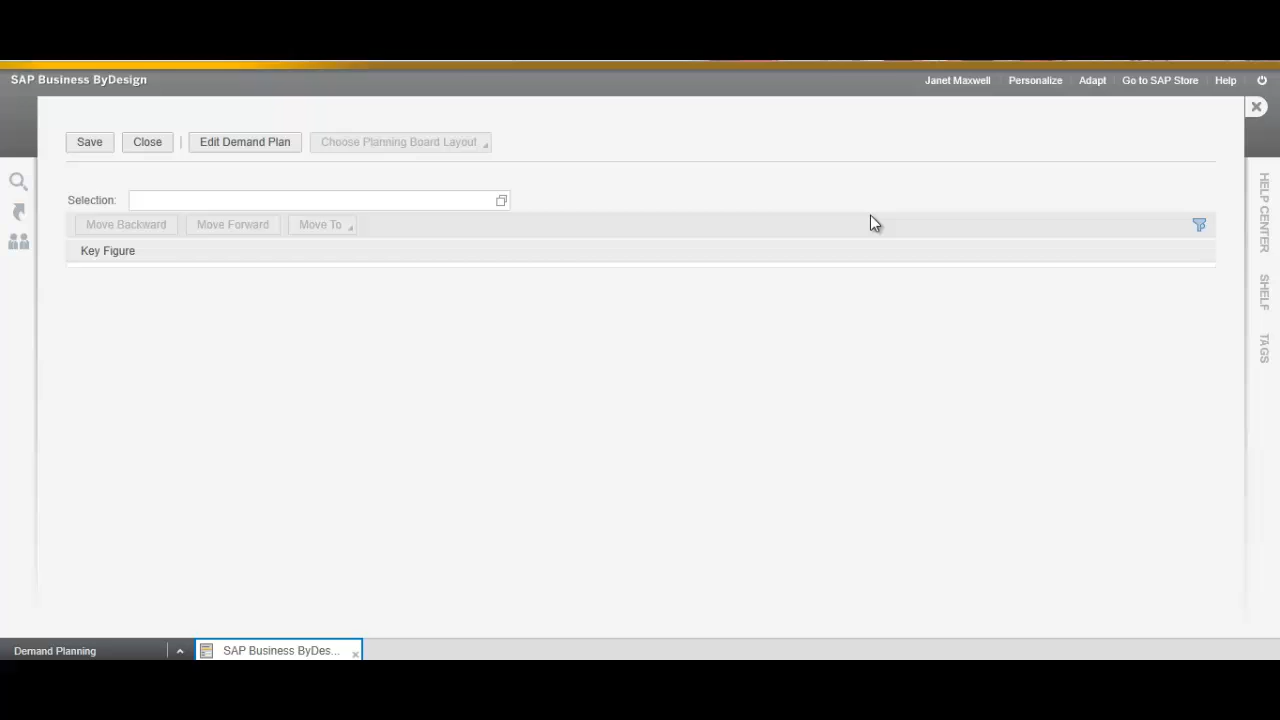 SAP Business ByDesign
Janet Maxwell Personalize Adapt Go to SAP Store Help
Save Close Edit Demand Plan Choose Planning Board Layout
Selection:
Move Backward Move Forward Move To
Key Figure
HELP CENTER
SHELF
TAGS
Demand Planning SAP Business ByDes...